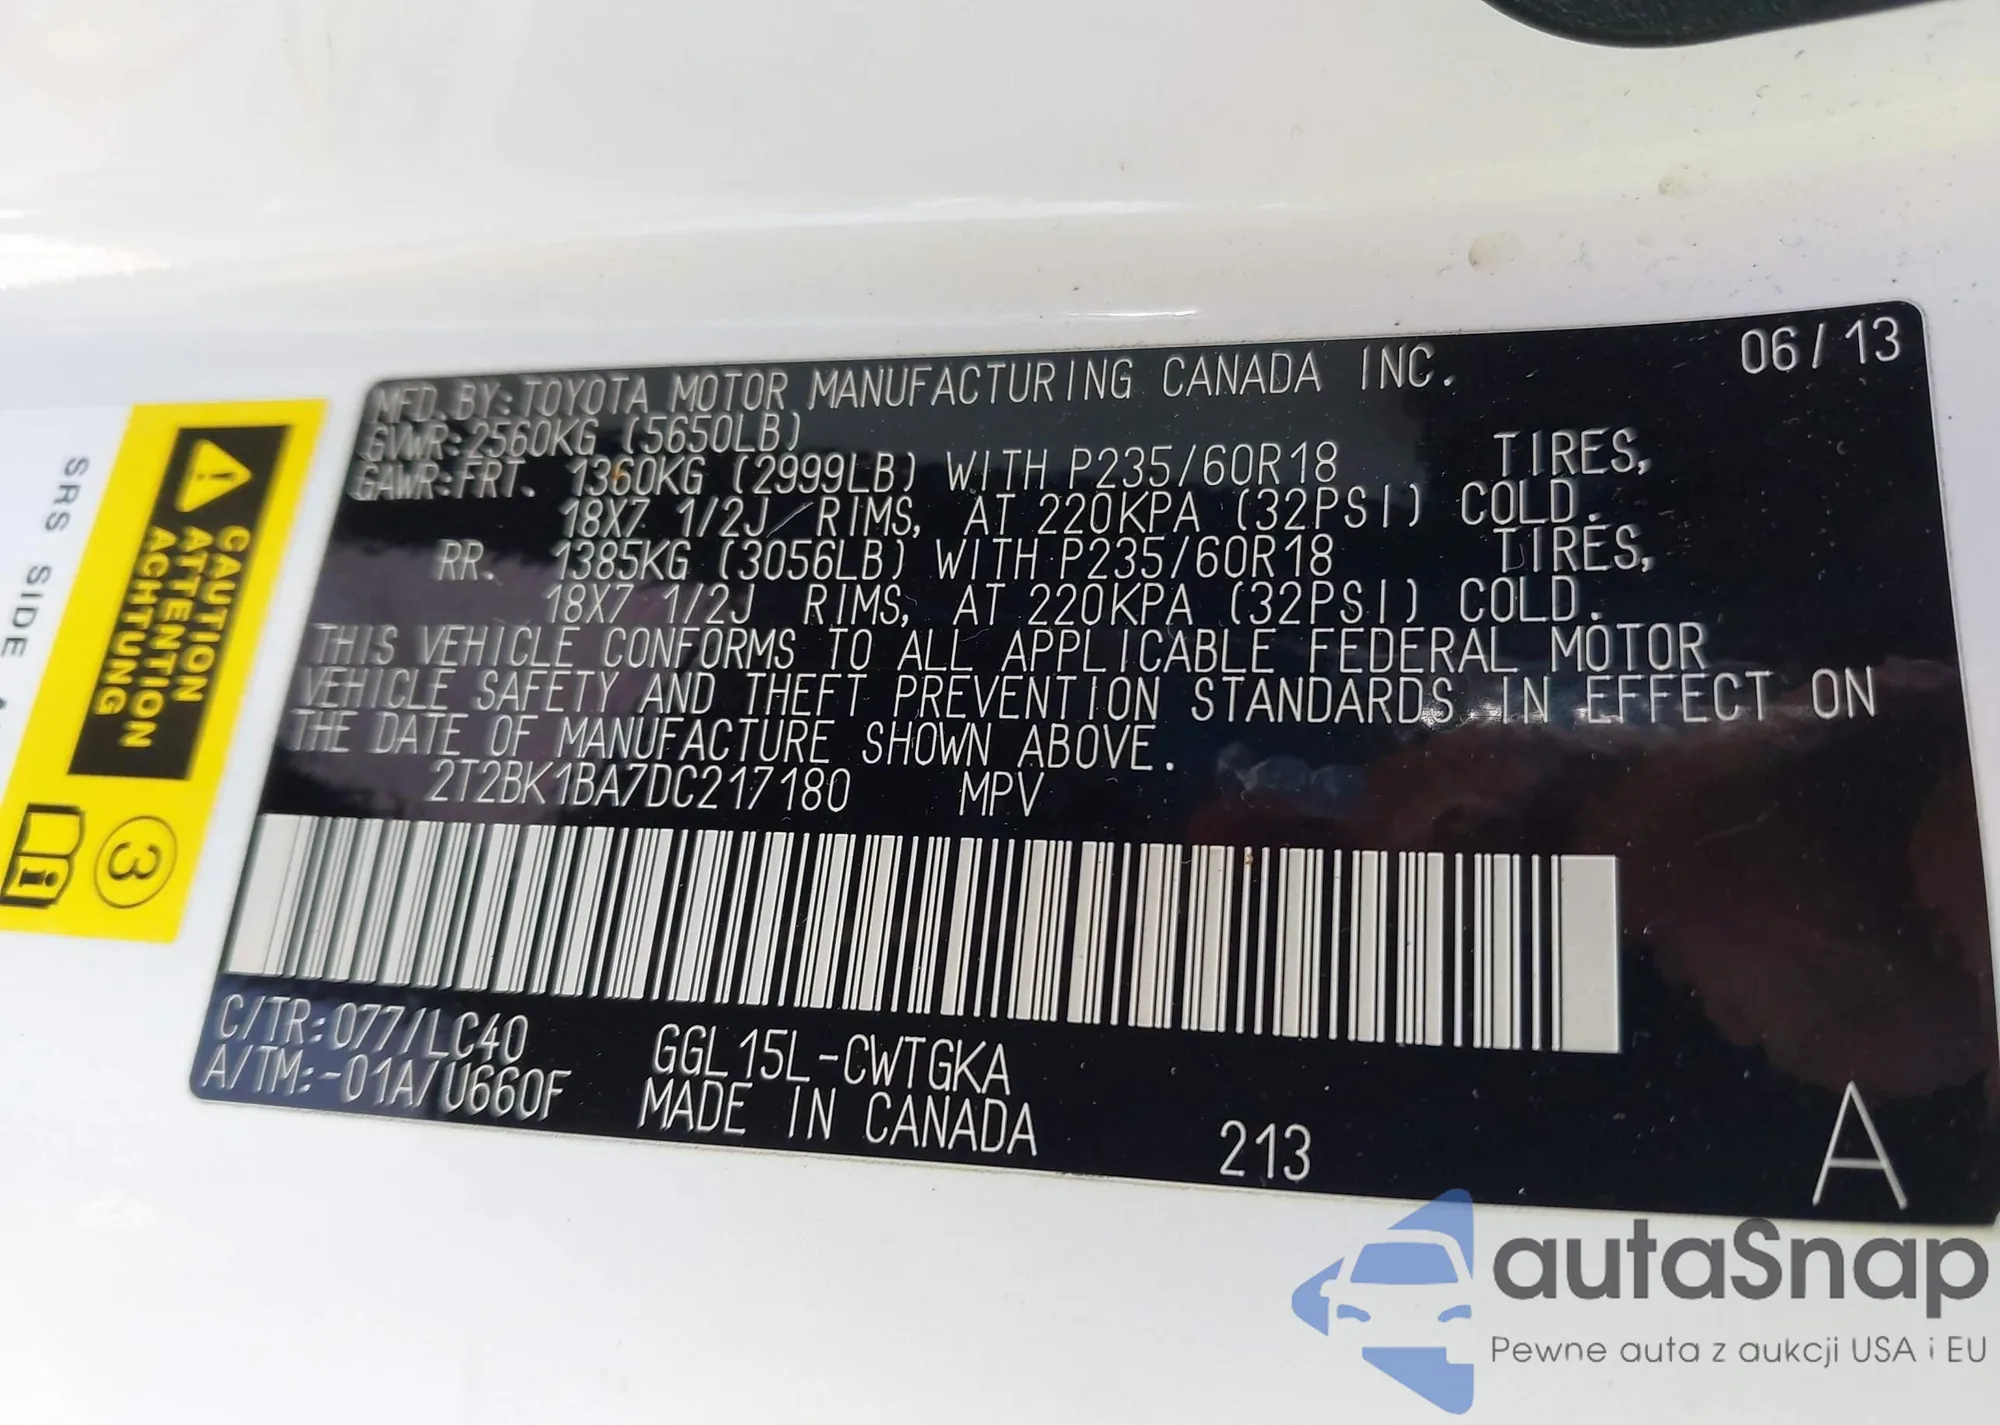 MFD. BY: TOYOTA MOTOR MANUFACTURING CANADA INC. 06/13
GVWR: 2560KG (5650LB)
GAWR: FRT. 1360KG (2999LB) WITH P235/60R18 TIRES,
18X7 1/2J RIMS, AT 220KPA (32PSI) COLD.
RR. 1385KG (3056LB) WITH P235/60R18 TIRES,
18X7 1/2J RIMS, AT 220KPA (32PSI) COLD.
THIS VEHICLE CONFORMS TO ALL APPLICABLE FEDERAL MOTOR
VEHICLE SAFETY AND THEFT PREVENTION STANDARDS IN EFFECT ON
THE DATE OF MANUFACTURE SHOWN ABOVE.
2T2BK1BA7DC217180 MPV
C/TR: 077/LC40 GGL15L-CWTGKA
A/TM: -01A/U660F MADE IN CANADA 213 A
CAUTION
ATTENTION
ACHTUNG
3
SRS SIDE
autaSnap
Pewne auta z aukcji USA i EU